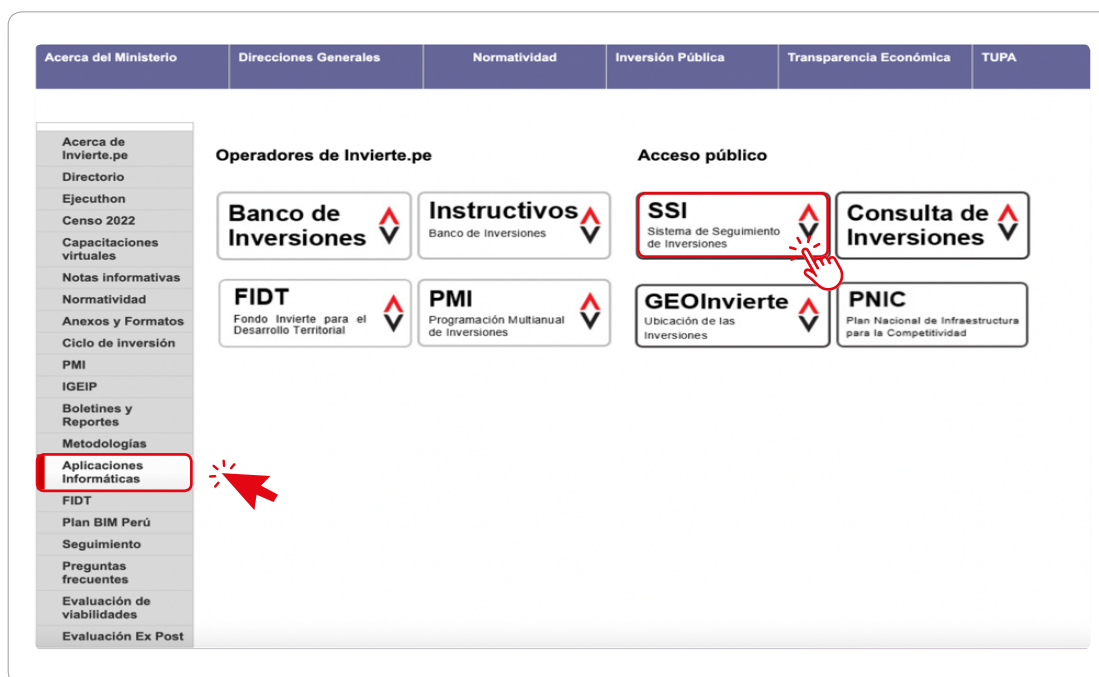 Acerca del Ministerio
Direcciones Generales
Normatividad
Inversión Pública
Transparencia Económica
TUPA
Acerca de
Invierte.pe
Directorio
Ejecuthon
Censo 2022
Capacitaciones
virtuales
Notas informativas
Normatividad
Anexos y Formatos
Ciclo de inversión
PMI
IGEIP
Boletines y
Reportes
Metodologías
Aplicaciones
Informáticas
FIDT
Plan BIM Perú
Seguimiento
Preguntas
frecuentes
Evaluación de
viabilidades
Evaluación Ex Post
Operadores de Invierte.pe
Banco de
Inversiones
Instructivos
Banco de Inversiones
FIDT
Fondo Invierte para el
Desarrollo Territorial
PMI
Programación Multianual
de Inversiones
Acceso público
SSI
Sistema de Seguimiento
de Inversiones
Consulta de
Inversiones
GEOInvierte
Ubicación de las
Inversiones
PNIC
Plan Nacional de Infraestructura
para la Competitividad